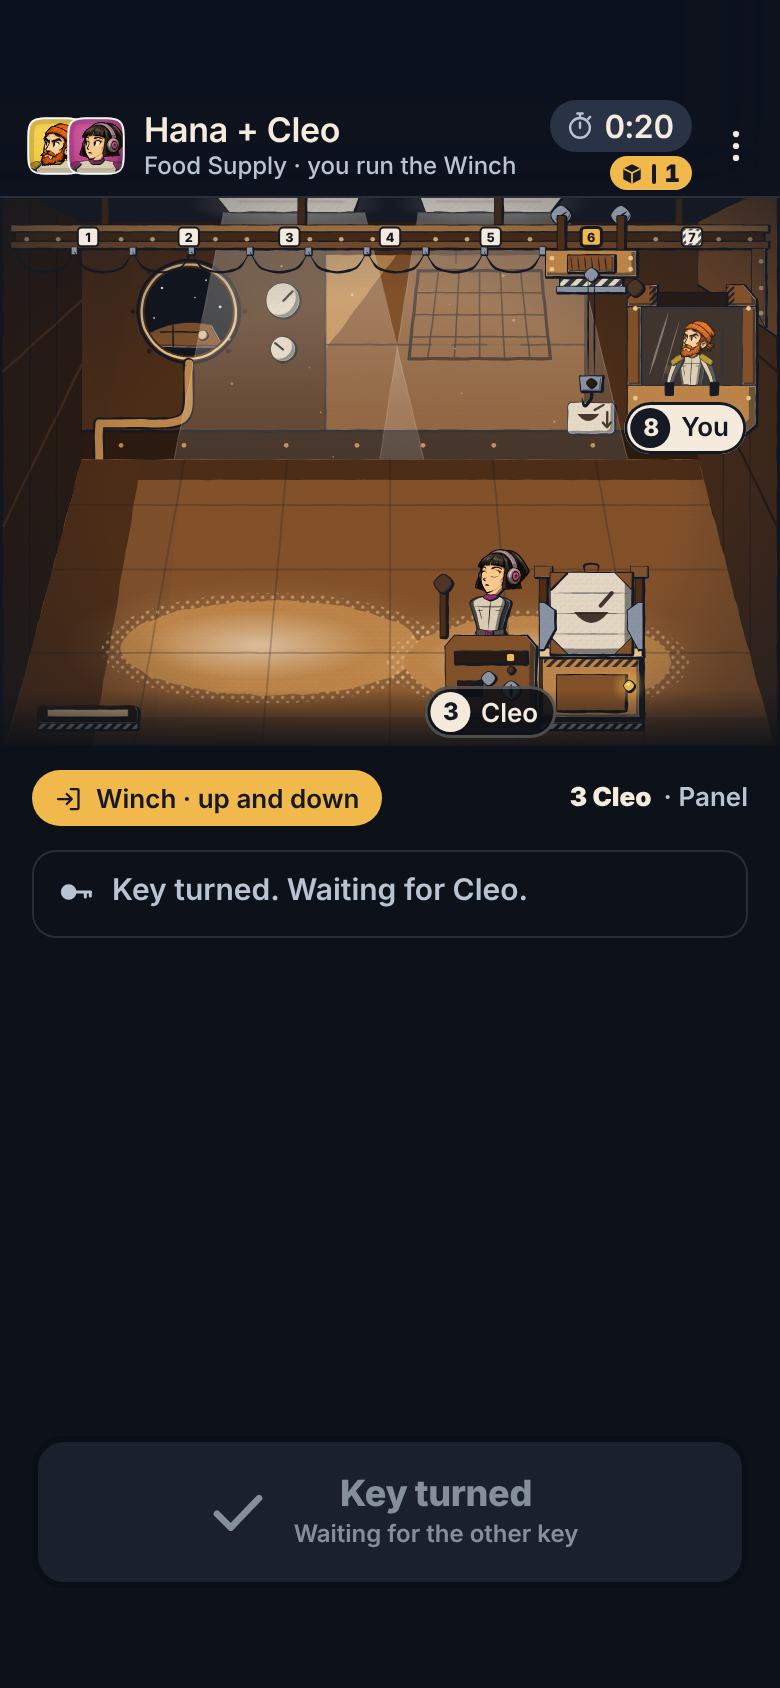 Hana + Cleo
Food Supply · you run the Winch
0:20
1
1
2
3
4
5
6
7
8 You
3 Cleo
Winch · up and down
3 Cleo · Panel
Key turned. Waiting for Cleo.
Key turned
Waiting for the other key